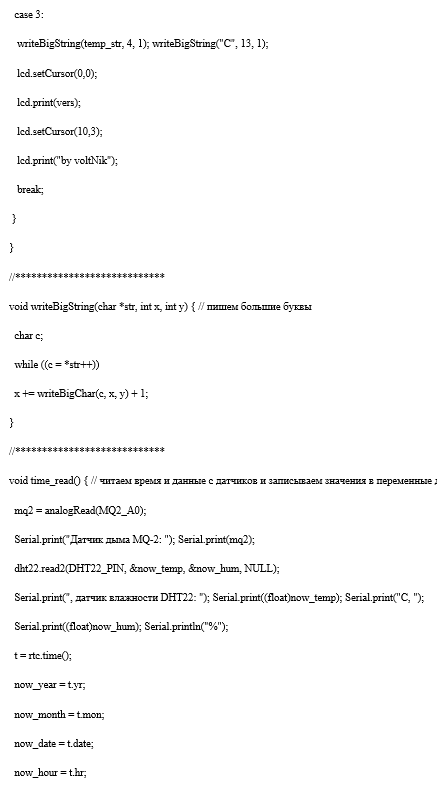 case 3:
writeBigString(temp_str, 4, 1); writeBigString("C", 13, 1);
lcd.setCursor(0,0);
lcd.print(vers);
lcd.setCursor(10,3);
lcd.print("by voltNik");
break;
}
}
//****************************
void writeBigString(char *str, int x, int y) { // пишем большие буквы
char c;
while ((c = *str++))
x += writeBigChar(c, x, y) + 1;
}
//****************************
void time_read() { // читаем время и данные с датчиков и записываем значения в переменные
mq2 = analogRead(MQ2_A0);
Serial.print("Датчик дыма MQ-2: "); Serial.print(mq2);
dht22.read2(DHT22_PIN, &now_temp, &now_hum, NULL);
Serial.print(", датчик влажности DHT22: "); Serial.print((float)now_temp); Serial.print("C, ");
Serial.print((float)now_hum); Serial.println("%");
t = rtc.time();
now_year = t.yr;
now_month = t.mon;
now_date = t.date;
now_hour = t.hr;